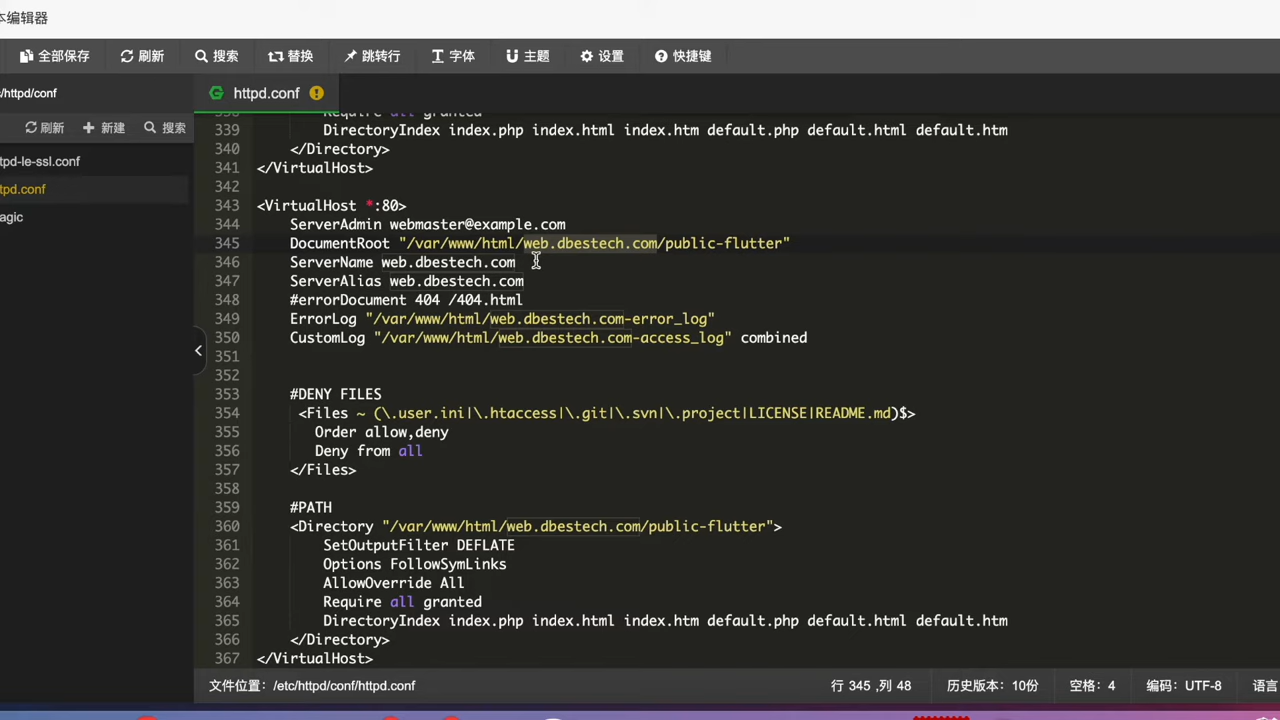 本编辑器
全部保存 刷新 搜索 替换 跳转行 字体 主题 设置 快捷键
/httpd/conf
httpd.conf
刷新 新建 搜索
tpd-le-ssl.conf
tpd.conf
agic
338 Require all granted
339 DirectoryIndex index.php index.html index.htm default.php default.html default.htm
340 </Directory>
341 </VirtualHost>
342
343 <VirtualHost *:80>
344 ServerAdmin webmaster@example.com
345 DocumentRoot "/var/www/html/web.dbestech.com/public-flutter"
346 ServerName web.dbestech.com
347 ServerAlias web.dbestech.com
348 #errorDocument 404 /404.html
349 ErrorLog "/var/www/html/web.dbestech.com-error_log"
350 CustomLog "/var/www/html/web.dbestech.com-access_log" combined
351
352
353 #DENY FILES
354 <Files ~ (\.user.ini|\.htaccess|\.git|\.svn|\.project|LICENSE|README.md)$>
355 Order allow,deny
356 Deny from all
357 </Files>
358
359 #PATH
360 <Directory "/var/www/html/web.dbestech.com/public-flutter">
361 SetOutputFilter DEFLATE
362 Options FollowSymLinks
363 AllowOverride All
364 Require all granted
365 DirectoryIndex index.php index.html index.htm default.php default.html default.htm
366 </Directory>
367 </VirtualHost>
文件位置：/etc/httpd/conf/httpd.conf 行 345 ,列 48 历史版本：10份 空格：4 编码：UTF-8 语言